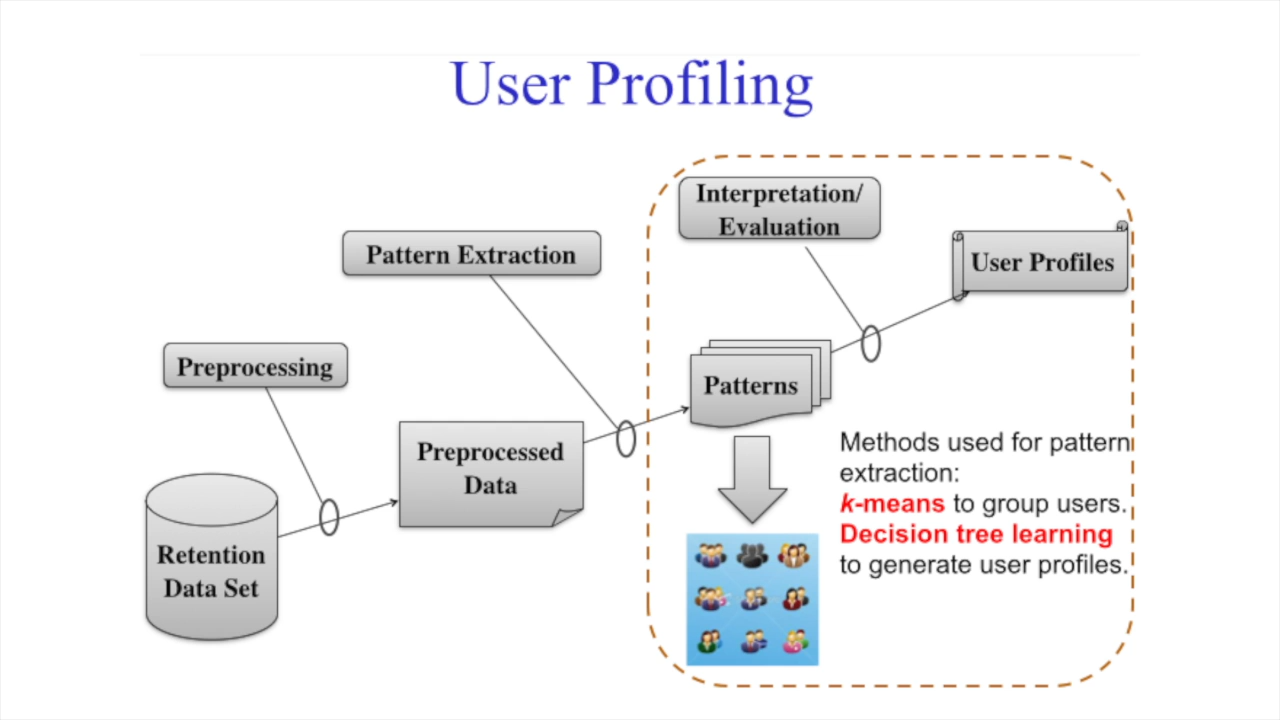 User Profiling
Interpretation/
Evaluation
Pattern Extraction
User Profiles
Preprocessing
Patterns
Preprocessed
Data
Retention
Data Set
Methods used for pattern
extraction:
k-means to group users.
Decision tree learning
to generate user profiles.